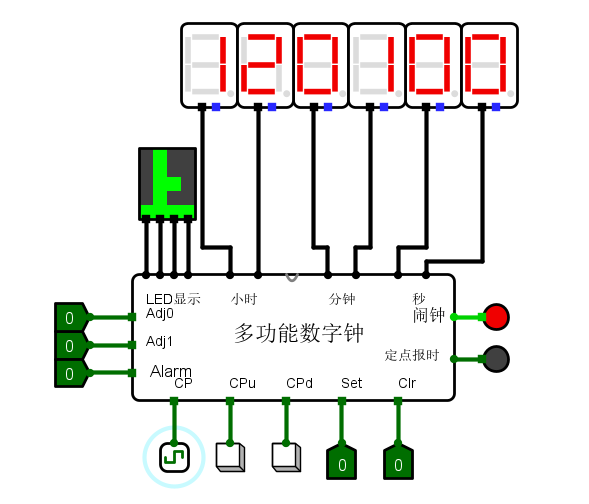 120100
LED显示 小时 分钟 秒
0 Adj0 闹钟
多功能数字钟
0 Adj1 定点报时
0 Alarm
CP CPu CPd Set Clr
0 0